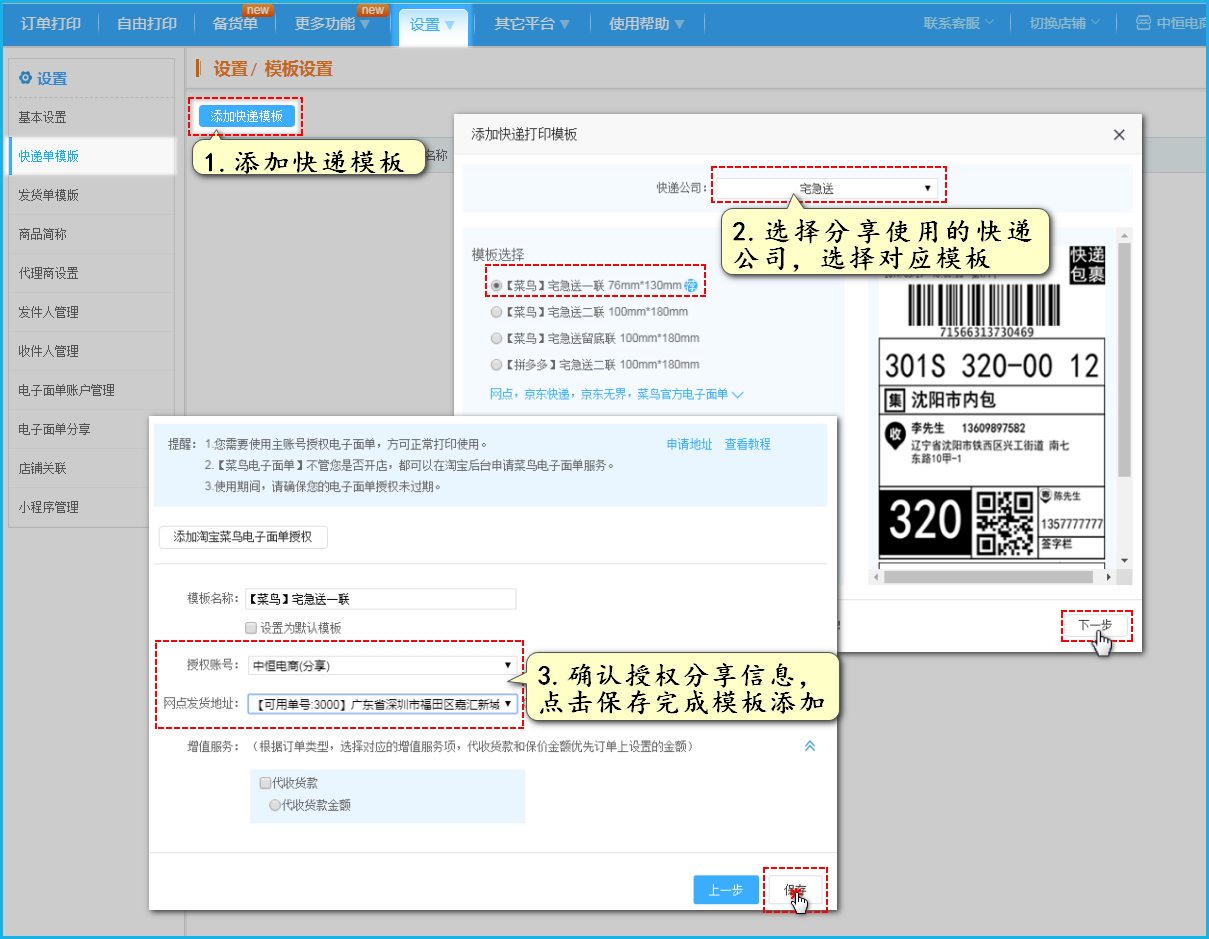 订单打印 自由打印 备货单 new 更多功能 new 设置 其它平台 使用帮助 联系客服 切换店铺 中恒电商
设置
基本设置
快递单模版
发货单模版
商品简称
代理商设置
发件人管理
收件人管理
电子面单账户管理
电子面单分享
店铺关联
小程序管理
设置/ 模板设置
添加快递模板
名称
1.添加快递模板
添加快递打印模板
快递公司: 宅急送
2.选择分享使用的快递
公司，选择对应模板
模板选择
【菜鸟】宅急送一联 76mm*130mm 荐
【菜鸟】宅急送二联 100mm*180mm
【菜鸟】宅急送留底联 100mm*180mm
【拼多多】宅急送二联 100mm*180mm
网点，京东快递，京东无界，菜鸟官方电子面单
快递
包裹
71566313730469
301S 320-00 12
集 沈阳市内包
收 李先生 13609897582
辽宁省沈阳市铁西区兴工街道 南七
东路10甲-1
320
寄 陈先生
1357777777
签字栏
下一步
提醒: 1.您需要使用主账号授权电子面单，方可正常打印使用。
2.【菜鸟电子面单】不管您是否开店，都可以在淘宝后台申请菜鸟电子面单服务。
3.使用期间，请确保您的电子面单授权未过期。
申请地址 查看教程
添加淘宝菜鸟电子面单授权
模板名称: 【菜鸟】宅急送一联
设置为默认模板
授权账号: 中恒电商(分享)
网点发货地址: 【可用单号:3000】广东省深圳市福田区嘉汇新城
3.确认授权分享信息，
点击保存完成模板添加
增值服务: （根据订单类型，选择对应的增值服务项，代收货款和保价金额优先订单上设置的金额）
代收货款
代收货款金额
上一步 保存